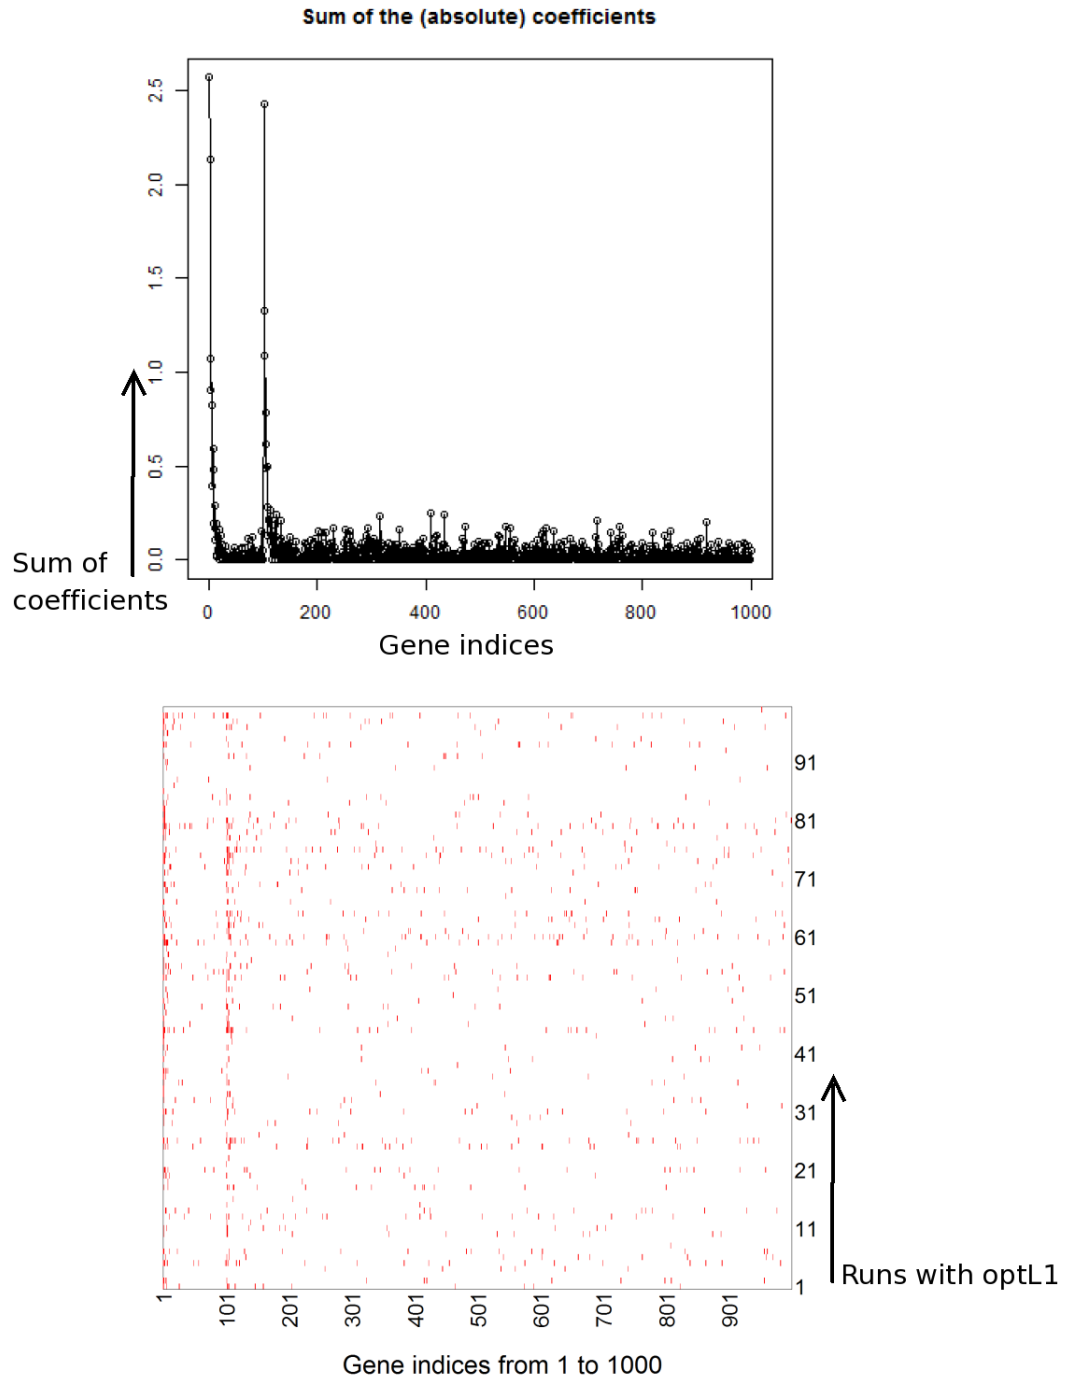 Sum of the (absolute) coefficients
2.5
2.0
1.5
1.0
0.5
0.0
Sum of
coefficients
0 200 400 600 800 1000
Gene indices
91
81
71
61
51
41
31
21
11
1
Runs with optL1
1 101 201 301 401 501 601 701 801 901
Gene indices from 1 to 1000